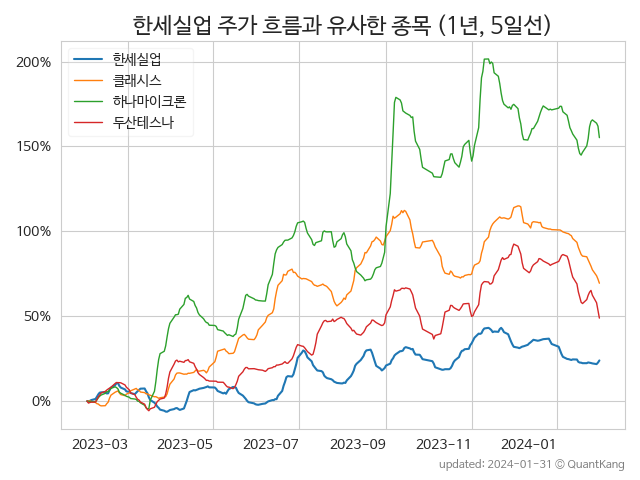 한세실업 주가 흐름과 유사한 종목 (1년, 5일선)
한세실업
클래시스
하나마이크론
두산테스나
200%
150%
100%
50%
0%
2023-03 2023-05 2023-07 2023-09 2023-11 2024-01
updated: 2024-01-31 © QuantKang